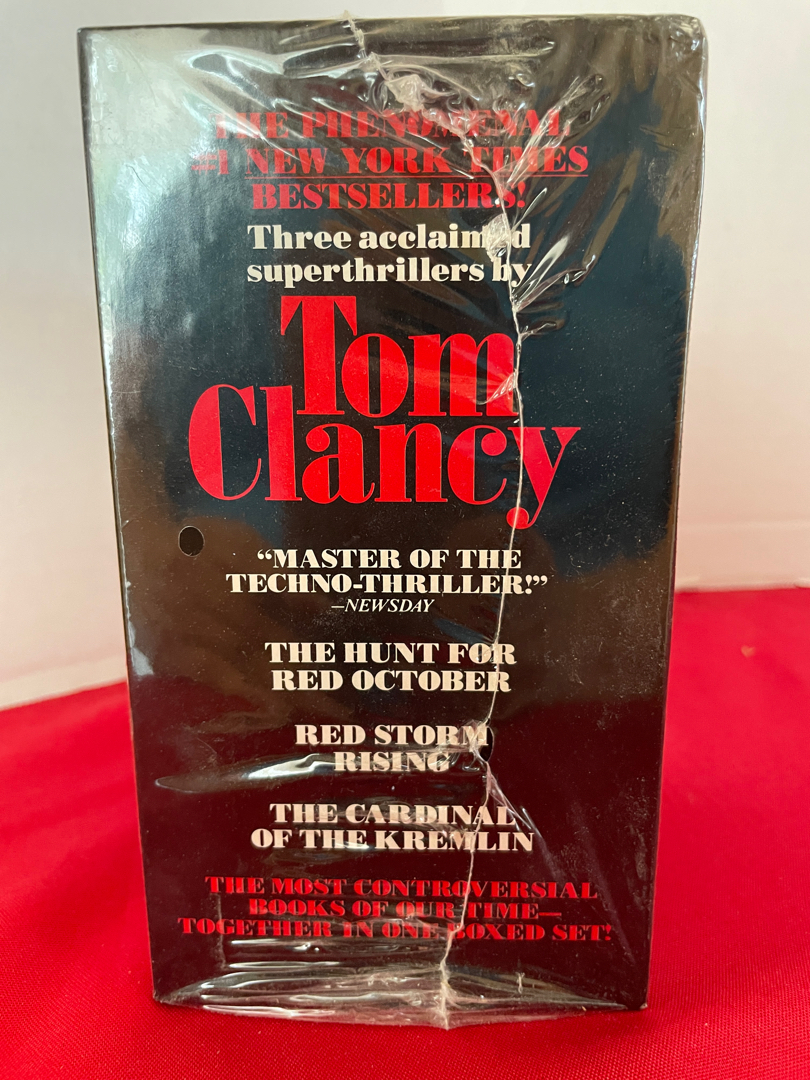 THE PHENOMENAL
#1 NEW YORK TIMES
BESTSELLERS!
Three acclaimed
superthrillers by
Tom
Clancy
“MASTER OF THE
TECHNO-THRILLER!”
—NEWSDAY
THE HUNT FOR
RED OCTOBER
RED STORM
RISING
THE CARDINAL
OF THE KREMLIN
THE MOST CONTROVERSIAL
BOOKS OF OUR TIME—
TOGETHER IN ONE BOXED SET!